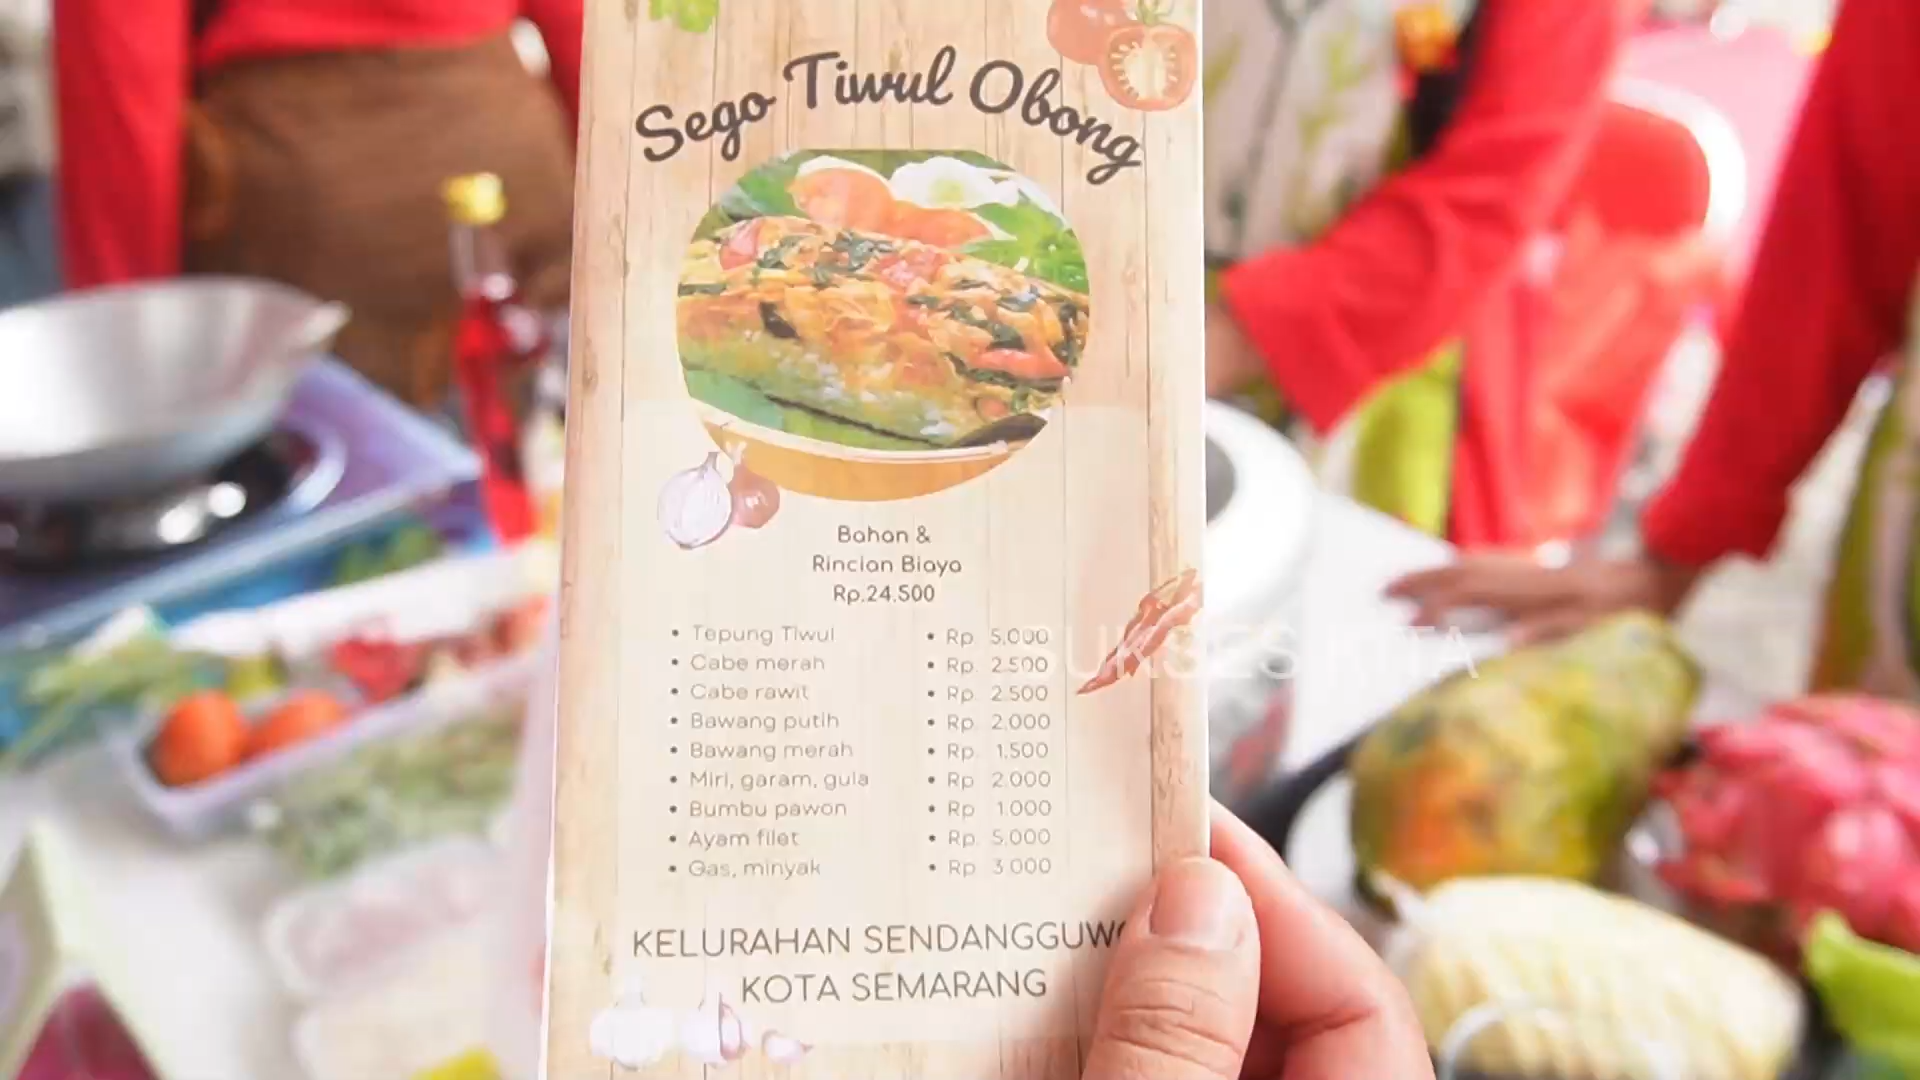 Sego Tiwul Obong
Bahan &
Rincian Biaya
Rp.24.500
• Tepung Tiwul • Rp. 5.000
• Cabe merah • Rp. 2.500
• Cabe rawit • Rp. 2.500
• Bawang putih • Rp. 2.000
• Bawang merah • Rp. 1.500
• Miri, garam, gula • Rp. 2.000
• Bumbu pawon • Rp. 1.000
• Ayam filet • Rp. 5.000
• Gas, minyak • Rp. 3.000
KELURAHAN
KOTA SEMARANG